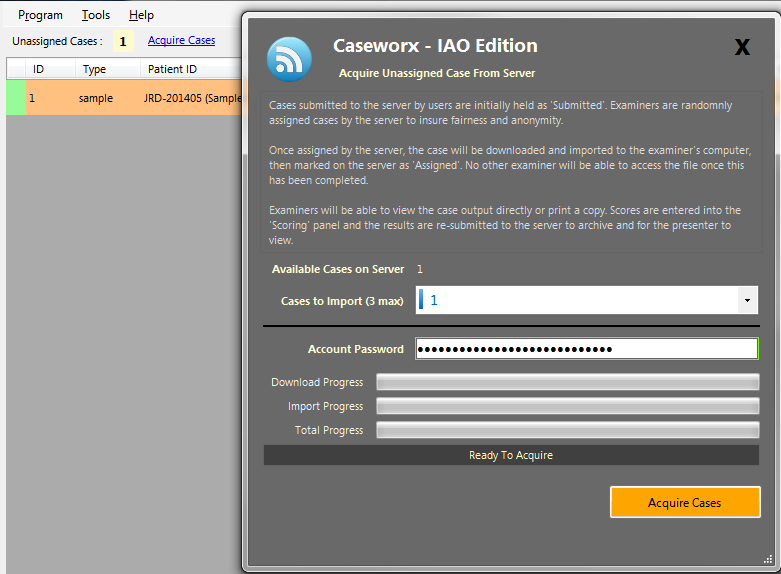 Program Tools Help
Unassigned Cases : 1 Acquire Cases
ID Type Patient ID
1 sample JRD-201405 (Sample
Caseworx - IAO Edition
X
Acquire Unassigned Case From Server
Cases submitted to the server by users are initially held as 'Submitted'. Examiners are randomnly
assigned cases by the server to insure fairness and anonymity.
Once assigned by the server, the case will be downloaded and imported to the examiner's computer,
then marked on the server as 'Assigned'. No other examiner will be able to access the file once this
has been completed.
Examiners will be able to view the case output directly or print a copy. Scores are entered into the
'Scoring' panel and the results are re-submitted to the server to archive and for the presenter to
view.
Available Cases on Server 1
Cases to Import (3 max) 1
Account Password ••••••••••••••••••••••••••••
Download Progress
Import Progress
Total Progress
Ready To Acquire
Acquire Cases